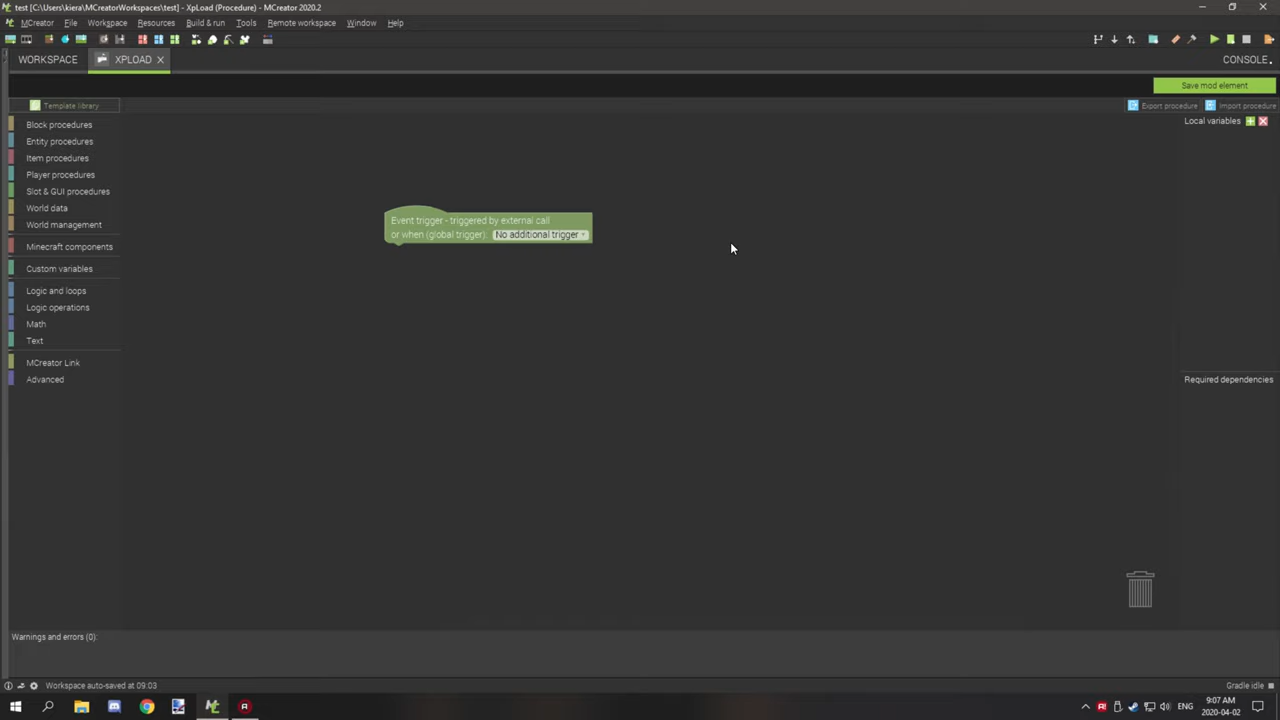 test [C:\Users\kiera\MCreatorWorkspaces\test] - XpLoad (Procedure) - MCreator 2020.2
MCreator File Workspace Resources Build & run Tools Remote workspace Window Help
WORKSPACE XPLOAD CONSOLE
Save mod element
Template library Export procedure Import procedure
Local variables
Block procedures
Entity procedures
Item procedures
Player procedures
Slot & GUI procedures
World data
World management
Minecraft components
Custom variables
Logic and loops
Logic operations
Math
Text
MCreator Link
Advanced
Event trigger - triggered by external call
or when (global trigger): No additional trigger
Required dependencies
Warnings and errors (0):
Workspace auto-saved at 09:03 Gradle idle
ENG 9:07 AM
2020-04-02